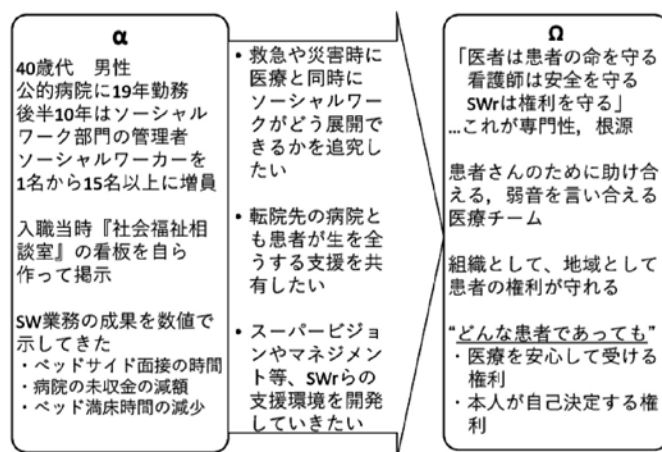 α
40歳代　男性
公的病院に19年勤務
後半10年はソーシャル
ワーク部門の管理者
ソーシャルワーカーを
1名から15名以上に増員
入職当時『社会福祉相
談室』の看板を自ら
作って掲示
SW業務の成果を数値で
示してきた
・ベッドサイド面接の時間
・病院の未収金の減額
・ベッド満床時間の減少
• 救急や災害時に
医療と同時に
ソーシャルワー
クがどう展開で
きるかを追究し
たい
• 転院先の病院と
も患者が生を全
うする支援を共
有したい
• スーパービジョ
ンやマネジメン
ト等、SWrらの
支援環境を開発
していきたい
Ω
「医者は患者の命を守る
看護師は安全を守る
SWrは権利を守る」
…これが専門性，根源
患者さんのために助け合
える，弱音を言い合える
医療チーム
組織として、地域として
患者の権利が守れる
“どんな患者であっても”
・医療を安心して受ける
権利
・本人が自己決定する権
利